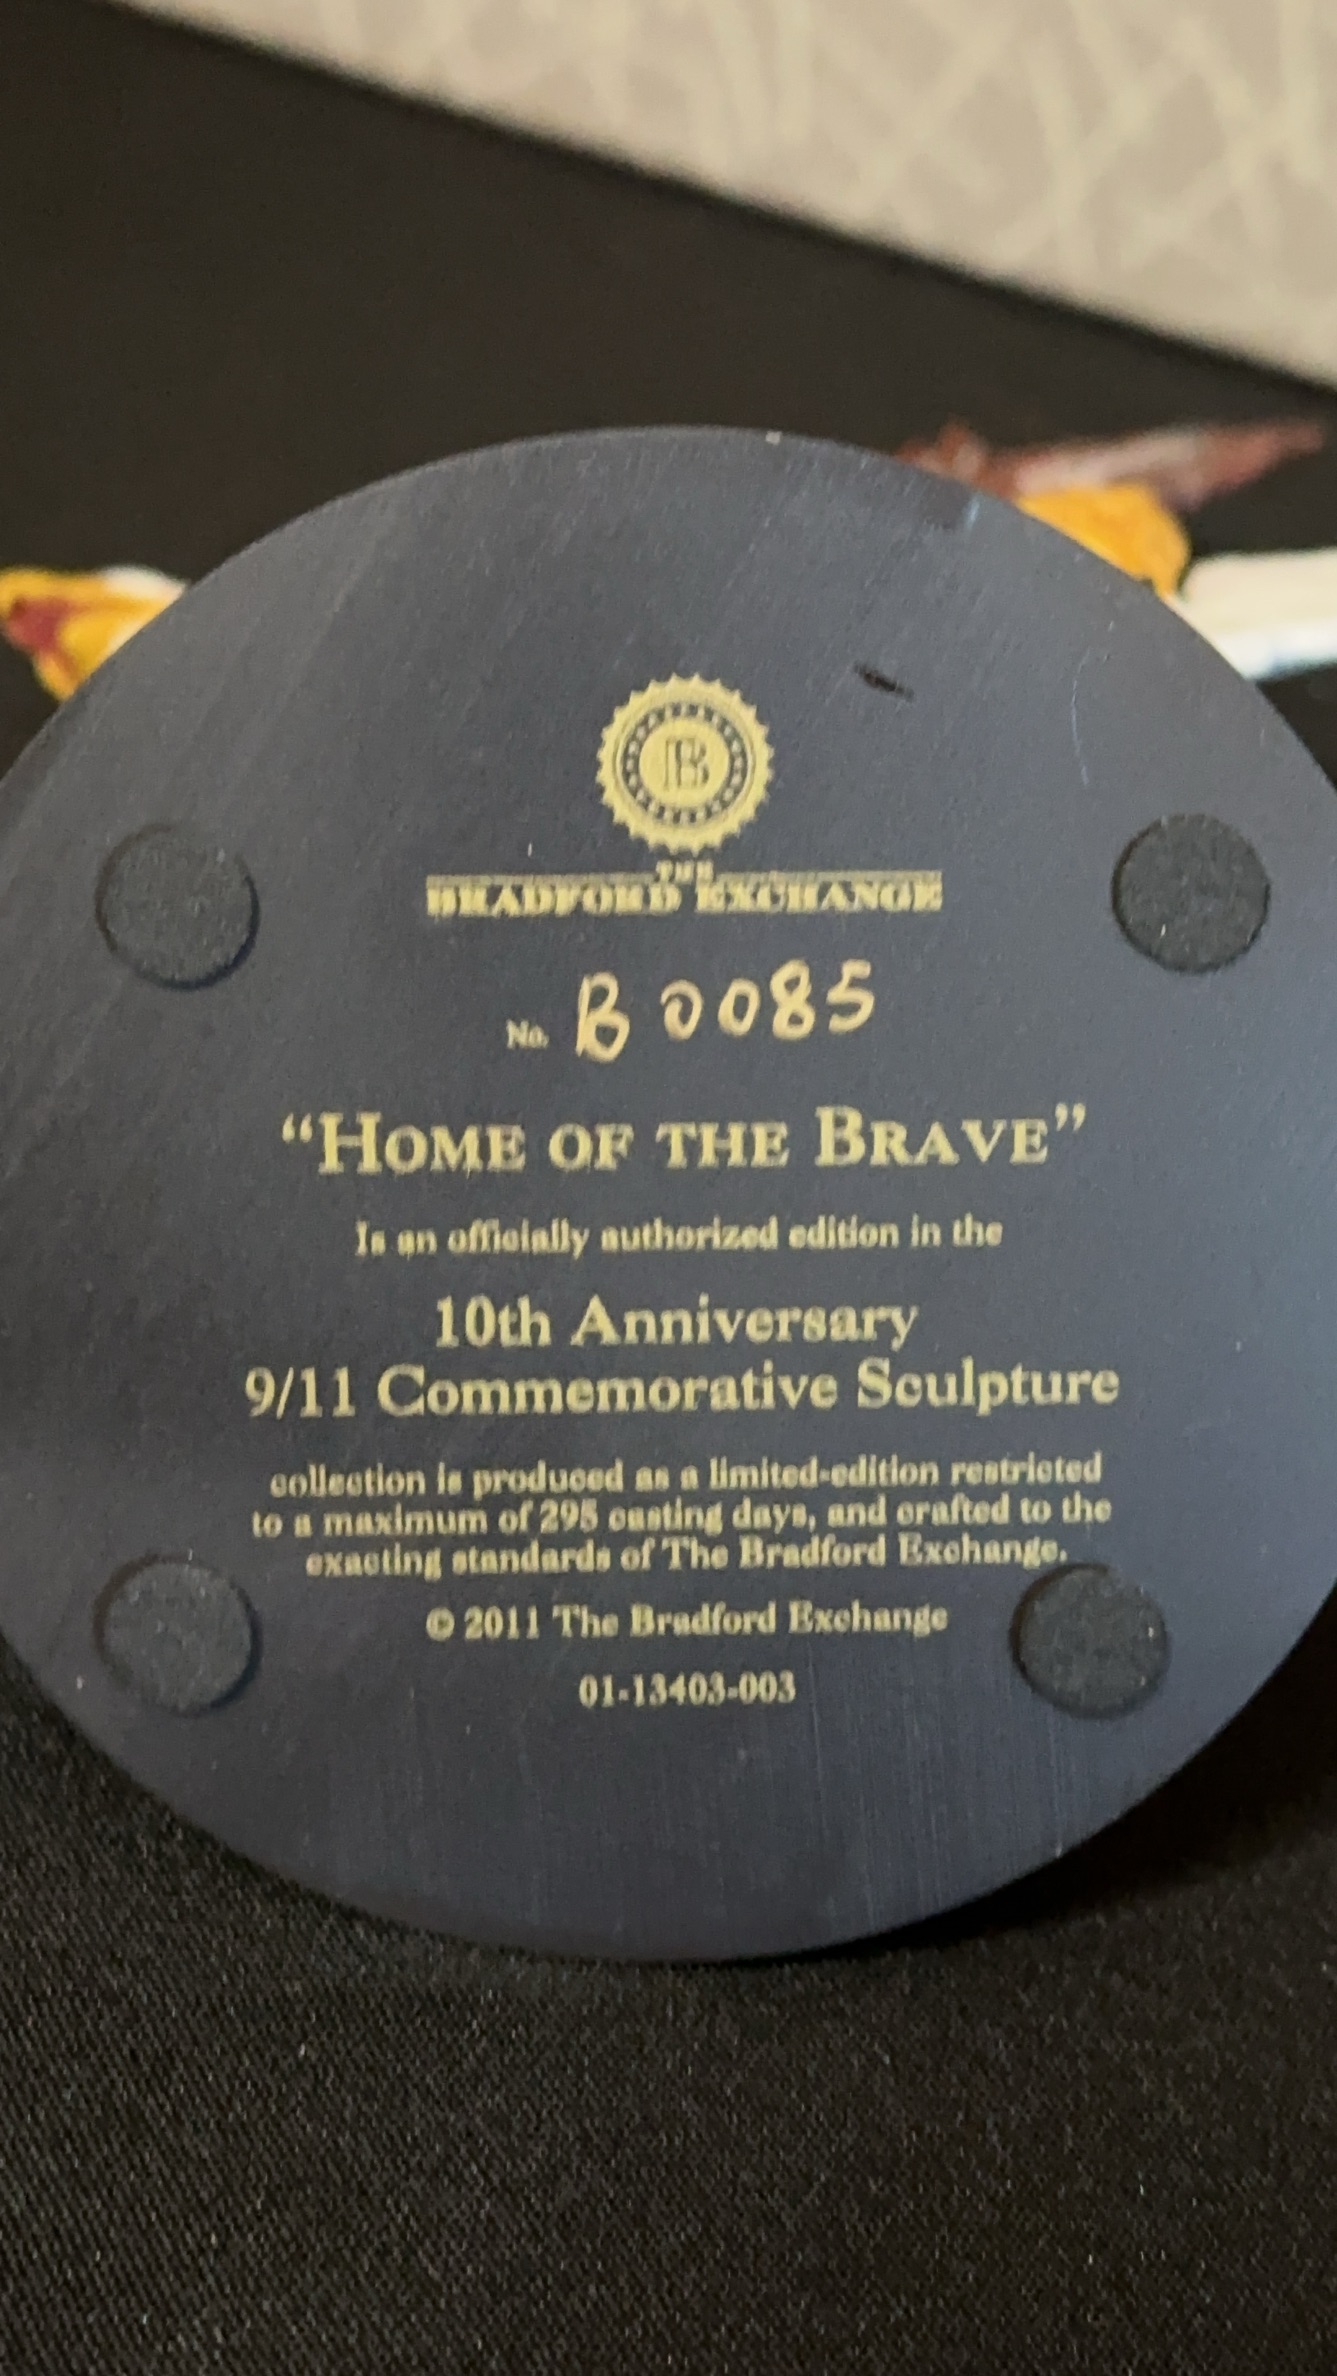 B
THE
BRADFORD EXCHANGE
No. B 0085
“HOME OF THE BRAVE”
Is an officially authorized edition in the
10th Anniversary
9/11 Commemorative Sculpture
collection is produced as a limited-edition restricted
to a maximum of 295 casting days, and crafted to the
exacting standards of The Bradford Exchange.
© 2011 The Bradford Exchange
01-13403-003